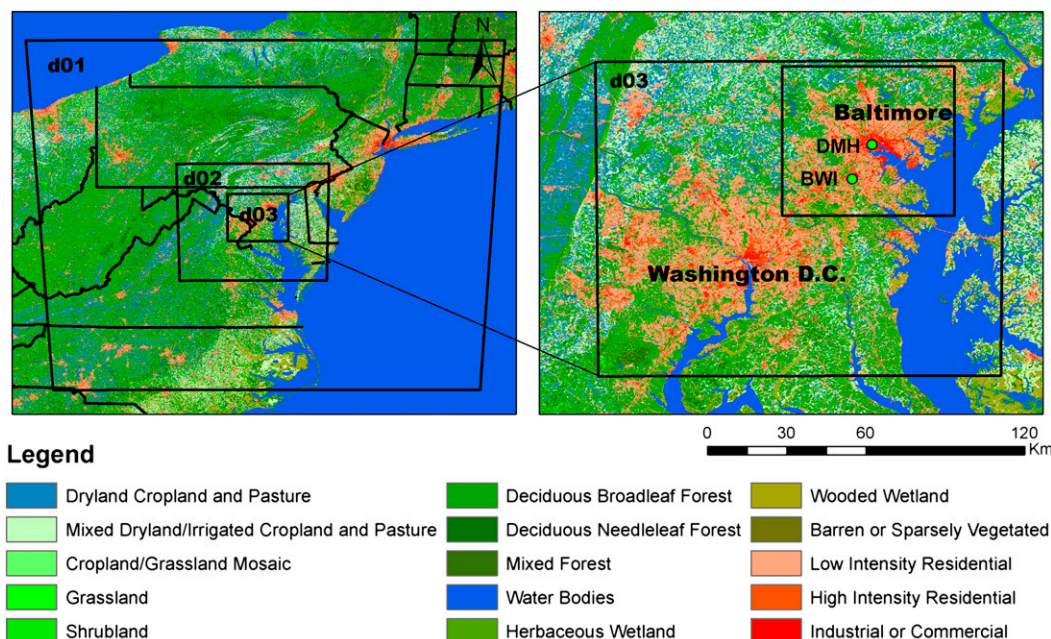 d01
N
d02
d03
d03
Baltimore
DMH
BWI
Washington D.C.
0 30 60 120
Km
Legend
Dryland Cropland and Pasture
Mixed Dryland/Irrigated Cropland and Pasture
Cropland/Grassland Mosaic
Grassland
Shrubland
Deciduous Broadleaf Forest
Deciduous Needleleaf Forest
Mixed Forest
Water Bodies
Herbaceous Wetland
Wooded Wetland
Barren or Sparsely Vegetated
Low Intensity Residential
High Intensity Residential
Industrial or Commercial